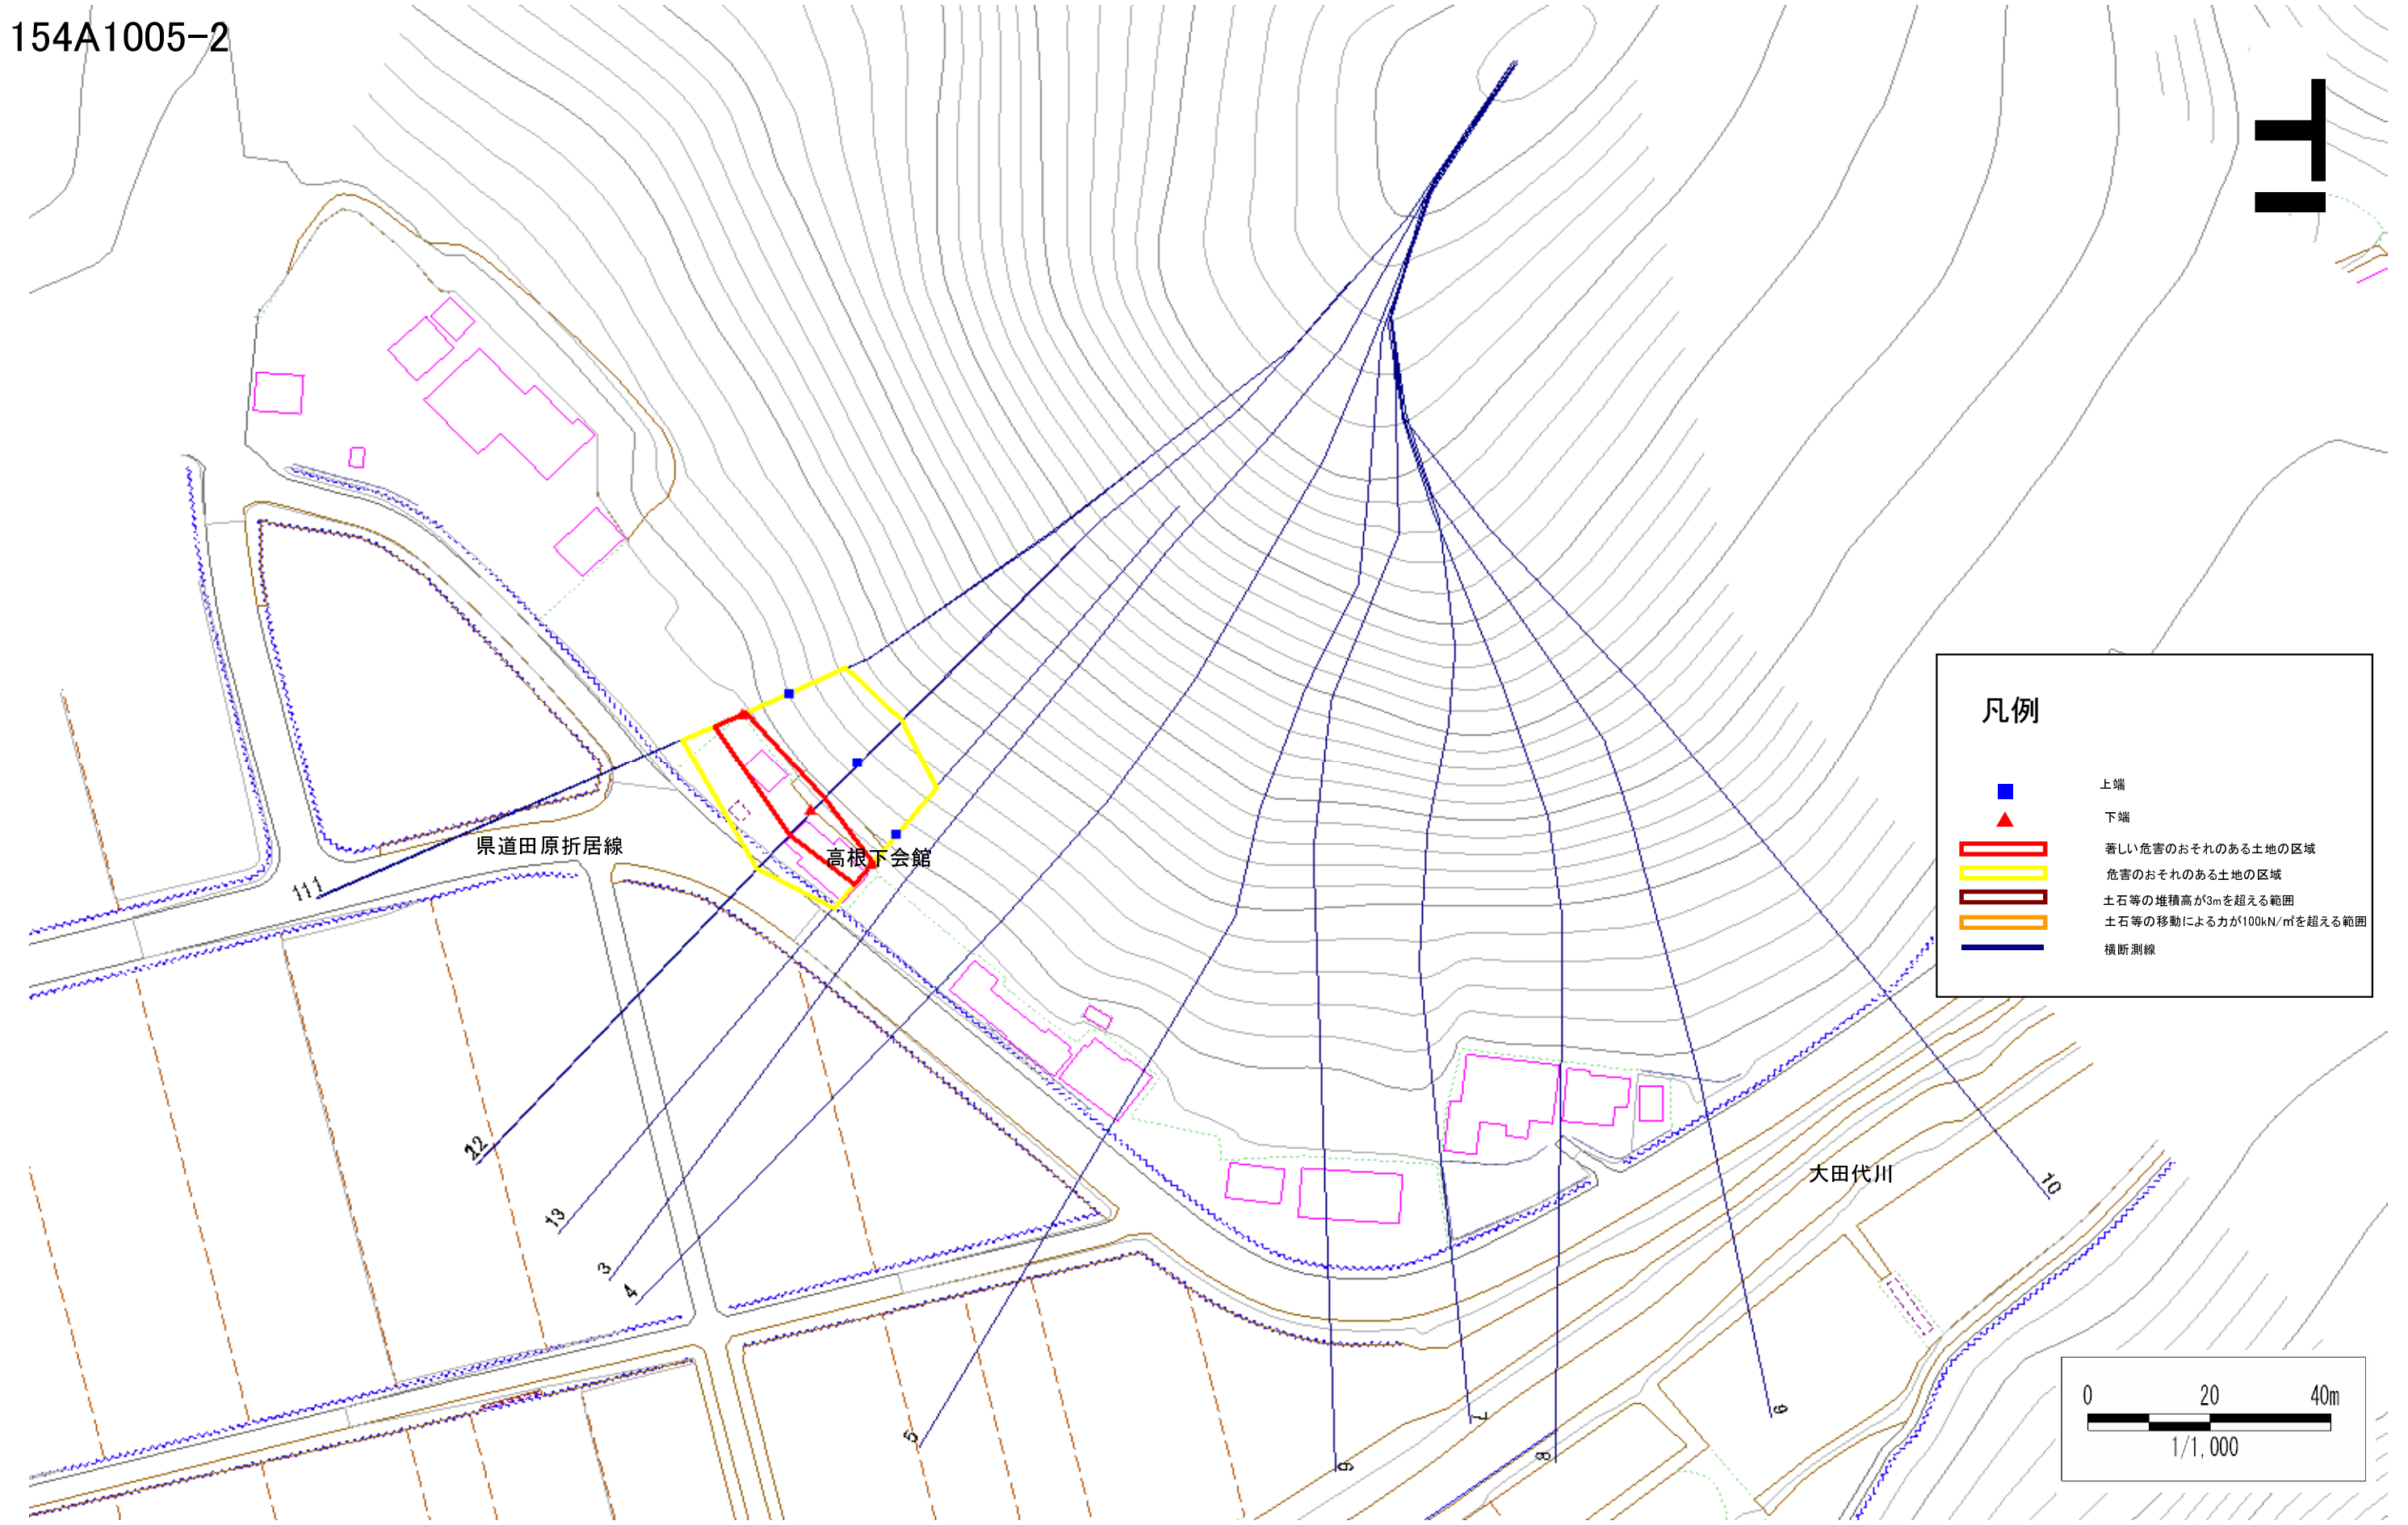 154A1005-2
凡例
上端
下端
著しい危害のおそれのある土地の区域
危害のおそれのある土地の区域
土石等の堆積高が3mを超える範囲
土石等の移動による力が100kN/㎡を超える範囲
横断測線
県道田原折居線
高根下会館
大田代川
13
3
4
5
6
7
8
9
10
0 20 40m
1/1,000